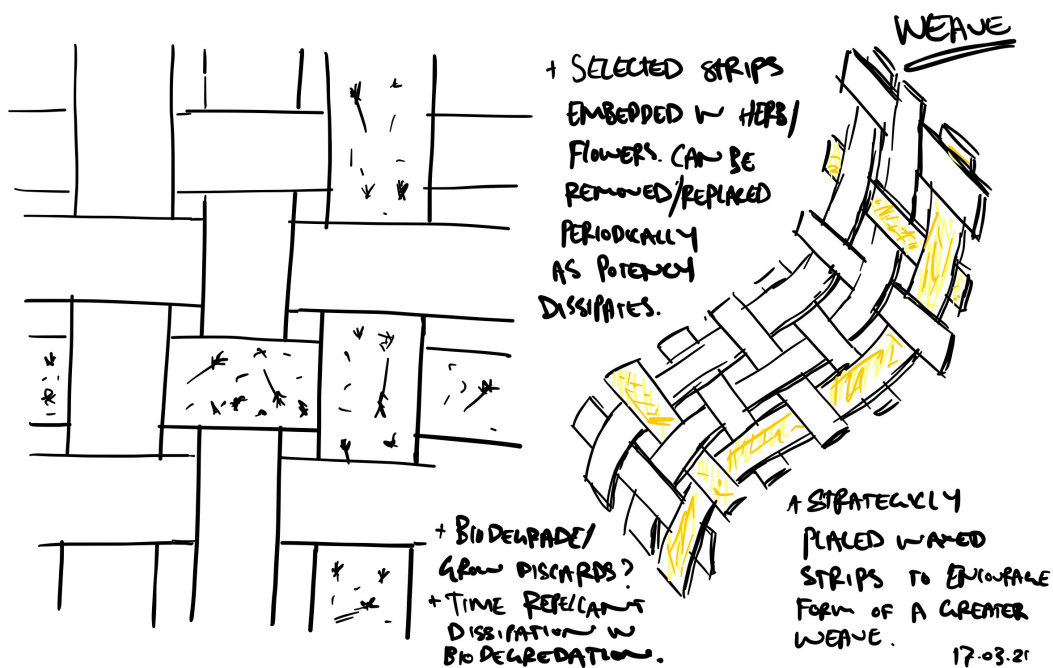 WEAVE
+ SELECTED STRIPS
EMBEDDED W HERB/
FLOWERS. CAN BE
REMOVED/REPLACED
PERIODICALLY
AS POTENCY
DISSIPATES.
+ BIODEGRADE/
GROW DISCARDS?
+ TIME REPELLANT
DISSIPATION W
BIODEGREDATION.
+ STRATEGICLY
PLACED WAXED
STRIPS TO ENCOURAGE
FORM OF A GREATER
WEAVE.
17.03.21